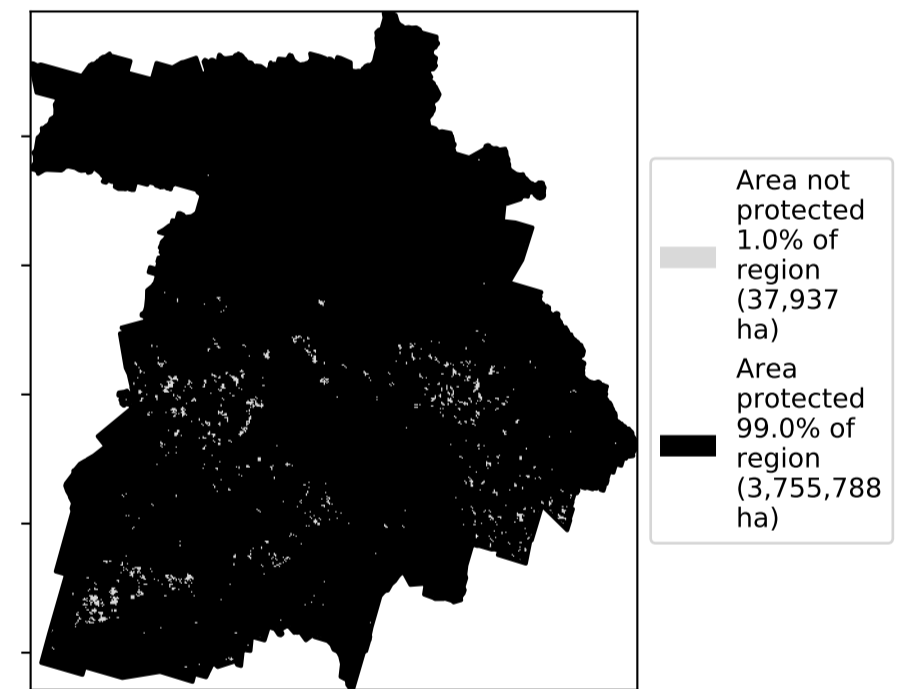 Area not
protected
1.0% of
region
(37,937
ha)
Area
protected
99.0% of
region
(3,755,788
ha)